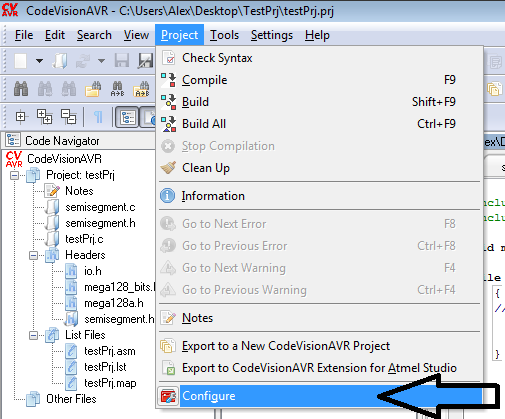 CodeVisionAVR - C:\Users\Alex\Desktop\TestPrj\testPrj.prj
File Edit Search View Project Tools Settings Help
Check Syntax
Compile F9
Build Shift+F9
Build All Ctrl+F9
Stop Compilation
Clean Up
Information
Go to Next Error F8
Go to Previous Error Ctrl+F8
Go to Next Warning F4
Go to Previous Warning Ctrl+F4
Notes
Export to a New CodeVisionAVR Project
Export to CodeVisionAVR Extension for Atmel Studio
Configure
Code Navigator
CodeVisionAVR
Project: testPrj
Notes
semisegment.c
semisegment.h
testPrj.c
Headers
io.h
mega128_bits.
mega128a.h
semisegment.h
List Files
testPrj.asm
testPrj.lst
testPrj.map
Other Files
{
//
}